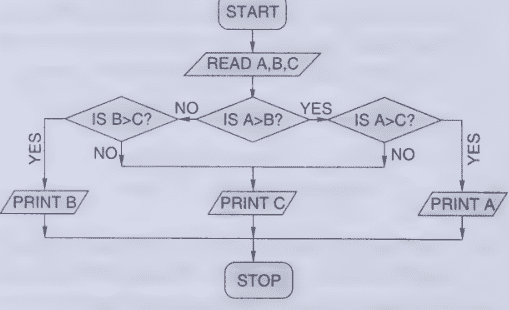 START
READ A,B,C
IS B>C?
NO
IS A>B?
YES
IS A>C?
YES
NO
NO
YES
PRINT B
PRINT C
PRINT A
STOP